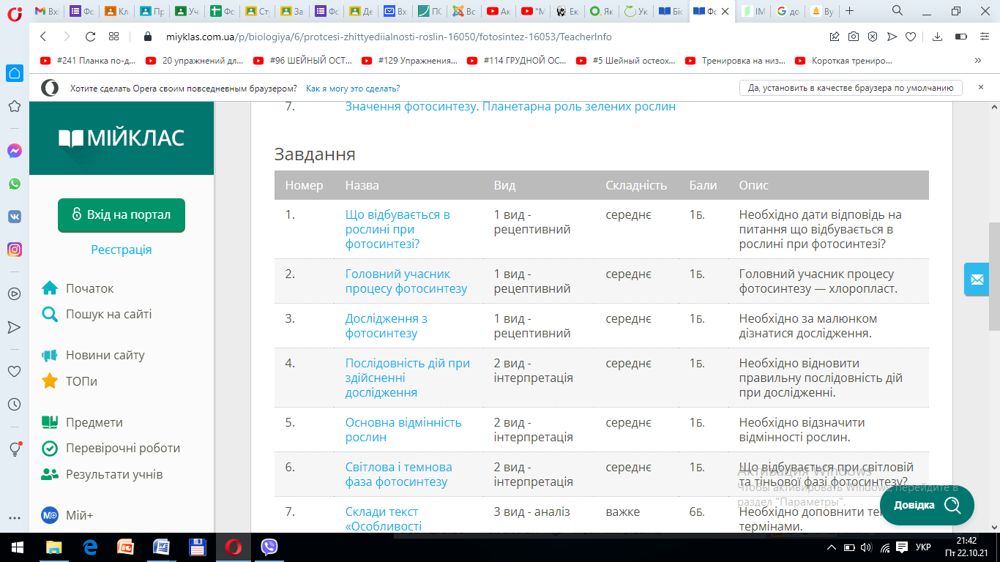 Вхі
Фо
Кла
Пр
Уч
Фо
Сту
За
Фо
Де
Вх
ПО
Вс
Ак
"М
Ек
Як
Ук
Біс
Фо
ІМ
до
Ву
miyklas.com.ua/p/biologiya/6/protcesi-zhittyediialnosti-roslin-16050/fotosintez-16053/TeacherInfo
#241 Планка по-д...
20 упражнений дл...
#96 ШЕЙНЫЙ ОСТ...
#129 Упражнения...
#114 ГРУДНОЙ ОС...
#5 Шейный остеох...
Тренировка на низ...
Короткая трениро...
Хотите сделать Opera своим повседневным браузером?
Как я могу это сделать?
Да, установить в качестве браузера по умолчанию
МІЙКЛАС
Вхід на портал
Реєстрація
Початок
Пошук на сайті
Новини сайту
ТОПи
Предмети
Перевірочні роботи
Результати учнів
Мій+
7. Значення фотосинтезу. Планетарна роль зелених рослин
Завдання
Номер Назва Вид Складність Бали Опис
1. Що відбувається в 1 вид - середнє 1Б. Необхідно дати відповідь на
рослині при рецептивний питання що відбувається в
фотосинтезі? рослині при фотосинтезі?
2. Головний учасник 1 вид - середнє 1Б. Головний учасник процесу
процесу фотосинтезу рецептивний фотосинтезу — хлоропласт.
3. Дослідження з 1 вид - середнє 1Б. Необхідно за малюнком
фотосинтезу рецептивний дізнатися дослідження.
4. Послідовність дій при 2 вид - середнє 1Б. Необхідно відновити
здійсненні інтерпретація правильну послідовність дій
дослідження при дослідженні.
5. Основна відмінність 2 вид - середнє 1Б. Необхідно відзначити
рослин інтерпретація відмінності рослин.
6. Світлова і темнова 2 вид - середнє 1Б. Що відбувається при світловій
фаза фотосинтезу інтерпретація та тіньової фазі фотосинтезу?
7. Склади текст 3 вид - аналіз важке 6Б. Необхідно доповнити те
«Особливості термінами.
Активация Windows
Чтобы активировать Windows, перейдите в
раздел "Параметры".
Довідка
УКР
21:42
Пт 22.10.21